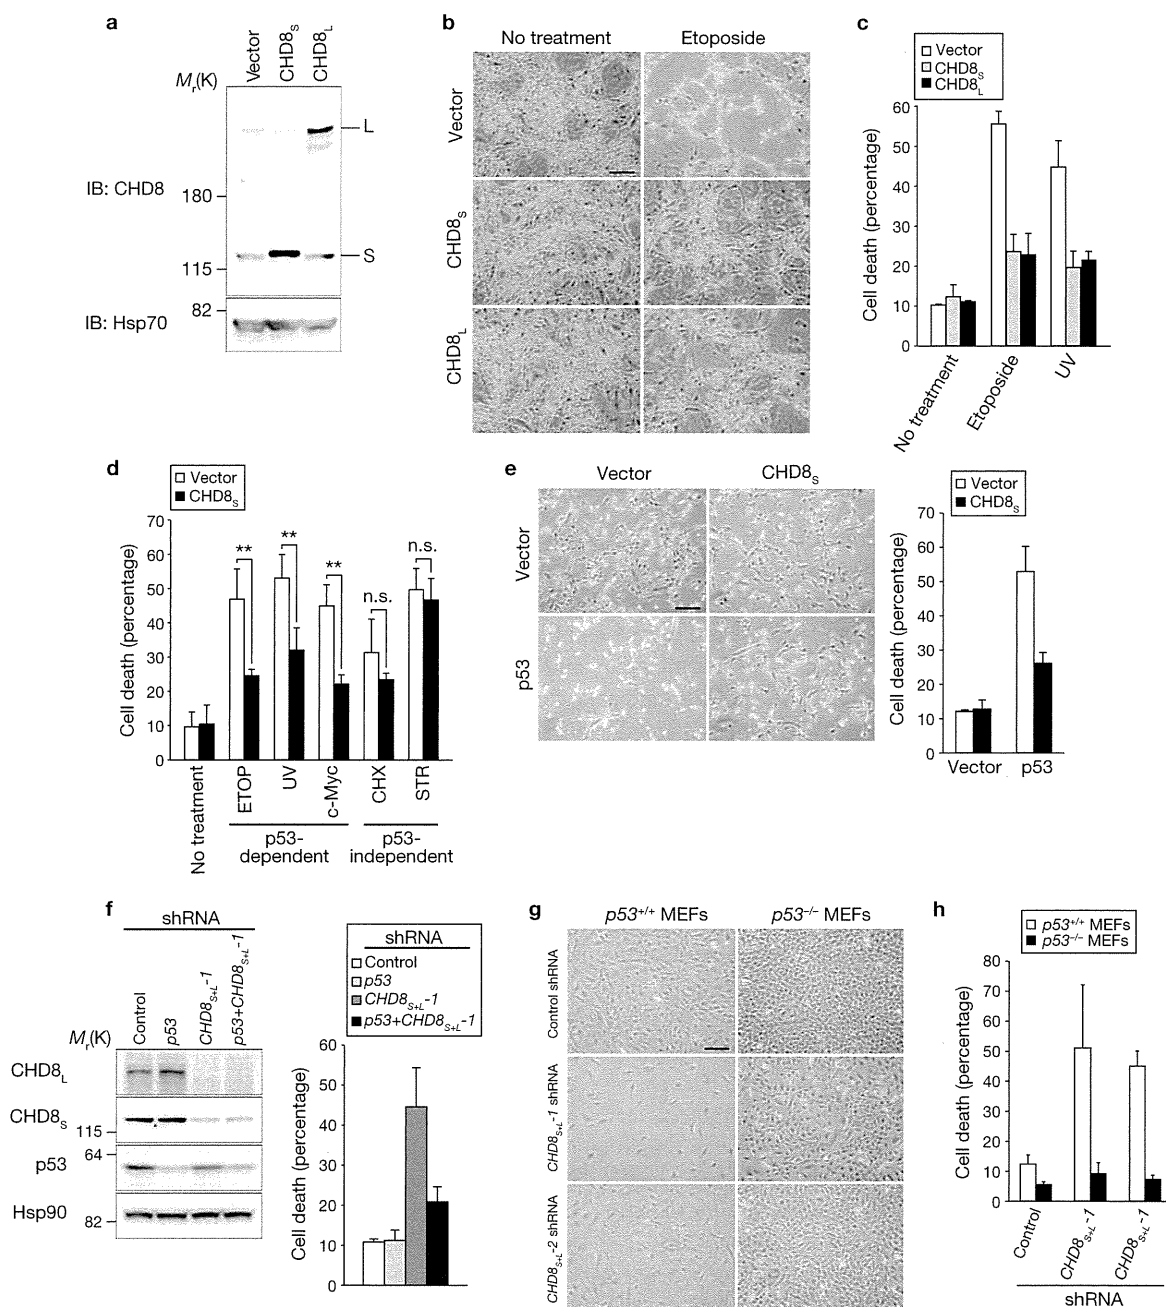 a
Vector
CHD8S
CHD8L
Mr(K)
L
IB: CHD8
180
S
115
82
IB: Hsp70
b
No treatment
Etoposide
Vector
CHD8S
CHD8L
c
Vector
CHD8S
CHD8L
Cell death (percentage)
60
50
40
30
20
10
0
No treatment
Etoposide
UV
d
Vector
CHD8S
Cell death (percentage)
70
60
50
40
30
20
10
0
**
**
**
n.s.
n.s.
No treatment
ETOP
UV
c-Myc
CHX
STR
p53-
dependent
p53-
independent
e
Vector
CHD8S
Vector
p53
Vector
CHD8S
Cell death (percentage)
70
60
50
40
30
20
10
0
Vector
p53
f
shRNA
Control
p53
CHD8S+L-1
p53+CHD8S+L-1
Mr(K)
CHD8L
CHD8S
115
64
p53
Hsp90
82
shRNA
Control
p53
CHD8S+L-1
p53+CHD8S+L-1
Cell death (percentage)
60
50
40
30
20
10
0
g
p53+/+ MEFs
p53–/– MEFs
Control shRNA
CHD8S+L-1 shRNA
CHD8S+L-2 shRNA
h
p53+/+ MEFs
p53–/– MEFs
Cell death (percentage)
80
70
60
50
40
30
20
10
0
Control
CHD8S+L-1
CHD8S+L-1
shRNA